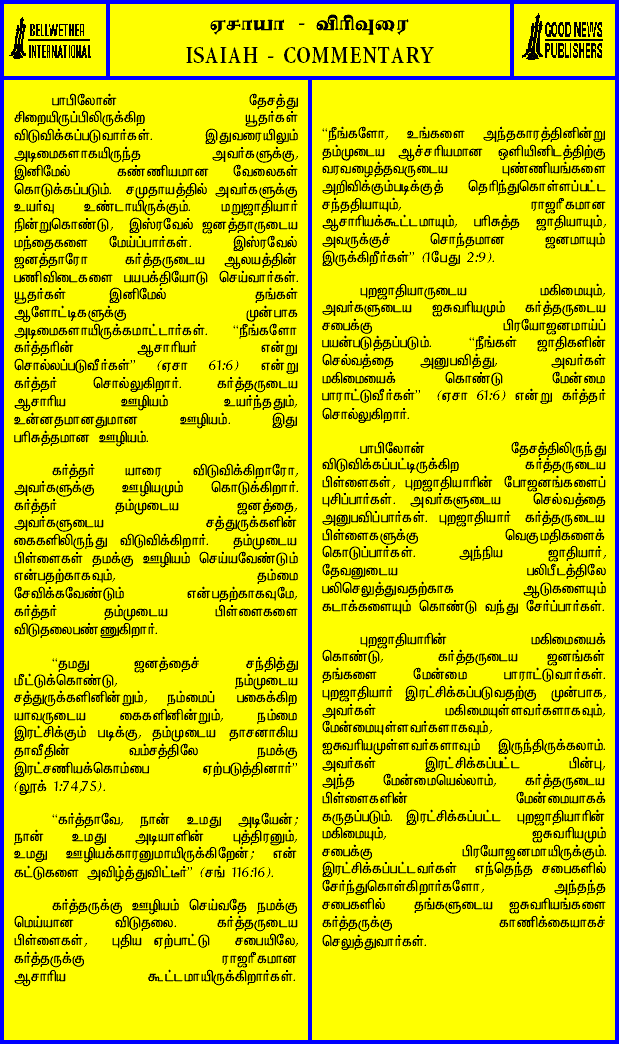 BELLWETHER
INTERNATIONAL
ஏசாயா - விரிவுரை
ISAIAH - COMMENTARY
GOOD NEWS
PUBLISHERS
பாபிலோன் தேசத்து
சிறையிருப்பிலிருக்கிற யூதர்கள்
விடுவிக்கப்படுவார்கள். இதுவரையிலும்
அடிமைகளாகயிருந்த அவர்களுக்கு,
இனிமேல் கண்ணியமான வேலைகள்
கொடுக்கப்படும். சமுதாயத்தில் அவர்களுக்கு
உயர்வு உண்டாயிருக்கும். மறுஜாதியார்
நின்றுகொண்டு, இஸ்ரவேல் ஜனத்தாருடைய
மந்தைகளை மேய்ப்பார்கள். இஸ்ரவேல்
ஜனத்தாரோ கர்த்தருடைய ஆலயத்தின்
பணிவிடைகளை பயபக்தியோடு செய்வார்கள்.
யூதர்கள் இனிமேல் தங்கள்
ஆளோட்டிகளுக்கு முன்பாக
அடிமைகளாயிருக்கமாட்டார்கள். “நீங்களோ
கர்த்தரின் ஆசாரியர் என்று
சொல்லப்படுவீர்கள்” (ஏசா 61:6) என்று
கர்த்தர் சொல்லுகிறார். கர்த்தருடைய
ஆசாரிய ஊழியம் உயர்ந்ததும்,
உன்னதமானதுமான ஊழியம். இது
பரிசுத்தமான ஊழியம்.
கர்த்தர் யாரை விடுவிக்கிறாரோ,
அவர்களுக்கு ஊழியமும் கொடுக்கிறார்.
கர்த்தர் தம்முடைய ஜனத்தை,
அவர்களுடைய சத்துருக்களின்
கைகளிலிருந்து விடுவிக்கிறார். தம்முடைய
பிள்ளைகள் தமக்கு ஊழியம் செய்யவேண்டும்
என்பதற்காகவும், தம்மை
சேவிக்கவேண்டும் என்பதற்காகவுமே,
கர்த்தர் தம்முடைய பிள்ளைகளை
விடுதலைபண்ணுகிறார்.
“தமது ஜனத்தைச் சந்தித்து
மீட்டுக்கொண்டு, நம்முடைய
சத்துருக்களினின்றும், நம்மைப் பகைக்கிற
யாவருடைய கைகளினின்றும், நம்மை
இரட்சிக்கும் படிக்கு, தம்முடைய தாசனாகிய
தாவீதின் வம்சத்திலே நமக்கு
இரட்சணியக்கொம்பை ஏற்படுத்தினார்”
(லூக் 1:74,75).
“கர்த்தாவே, நான் உமது அடியேன்;
நான் உமது அடியாளின் புத்திரனும்,
உமது ஊழியக்காரனுமாயிருக்கிறேன்; என்
கட்டுகளை அவிழ்த்துவிட்டீர்” (சங் 116:16).
கர்த்தருக்கு ஊழியம் செய்வதே நமக்கு
மெய்யான விடுதலை. கர்த்தருடைய
பிள்ளைகள், புதிய ஏற்பாட்டு சபையிலே,
கர்த்தருக்கு ராஜரீகமான
ஆசாரிய கூட்டமாயிருக்கிறார்கள்.
“நீங்களோ, உங்களை அந்தகாரத்தினின்று
தம்முடைய ஆச்சரியமான ஒளியினிடத்திற்கு
வரவழைத்தவருடைய புண்ணியங்களை
அறிவிக்கும்படிக்குத் தெரிந்துகொள்ளப்பட்ட
சந்ததியாயும், ராஜரீகமான
ஆசாரியக்கூட்டமாயும், பரிசுத்த ஜாதியாயும்,
அவருக்குச் சொந்தமான ஜனமாயும்
இருக்கிறீர்கள்” (1பேது 2:9).
புறஜாதியாருடைய மகிமையும்,
அவர்களுடைய ஐசுவரியமும் கர்த்தருடைய
சபைக்கு பிரயோஜனமாய்ப்
பயன்படுத்தப்படும். “நீங்கள் ஜாதிகளின்
செல்வத்தை அனுபவித்து, அவர்கள்
மகிமையைக் கொண்டு மேன்மை
பாராட்டுவீர்கள்” (ஏசா 61:6) என்று கர்த்தர்
சொல்லுகிறார்.
பாபிலோன் தேசத்திலிருந்து
விடுவிக்கப்பட்டிருக்கிற கர்த்தருடைய
பிள்ளைகள், புறஜாதியாரின் போஜனங்களைப்
புசிப்பார்கள். அவர்களுடைய செல்வத்தை
அனுபவிப்பார்கள். புறஜாதியார் கர்த்தருடைய
பிள்ளைகளுக்கு வெகுமதிகளைக்
கொடுப்பார்கள். அந்நிய ஜாதியார்,
தேவனுடைய பலிபீடத்திலே
பலிசெலுத்துவதற்காக ஆடுகளையும்
கடாக்களையும் கொண்டு வந்து சேர்ப்பார்கள்.
புறஜாதியாரின் மகிமையைக்
கொண்டு, கர்த்தருடைய ஜனங்கள்
தங்களை மேன்மை பாராட்டுவார்கள்.
புறஜாதியார் இரட்சிக்கப்படுவதற்கு முன்பாக,
அவர்கள் மகிமையுள்ளவர்களாகவும்,
மேன்மையுள்ளவர்களாகவும்,
ஐசுவரியமுள்ளவர்களாவும் இருந்திருக்கலாம்.
அவர்கள் இரட்சிக்கப்பட்ட பின்பு,
அந்த மேன்மையெல்லாம், கர்த்தருடைய
பிள்ளைகளின் மேன்மையாகக்
கருதப்படும். இரட்சிக்கப்பட்ட புறஜாதியாரின்
மகிமையும், ஐசுவரியமும்
சபைக்கு பிரயோஜனமாயிருக்கும்.
இரட்சிக்கப்பட்டவர்கள் எந்தெந்த சபைகளில்
சேர்ந்துகொள்கிறார்களோ, அந்தந்த
சபைகளில் தங்களுடைய ஐசுவரியங்களை
கர்த்தருக்கு காணிக்கையாகச்
செலுத்துவார்கள்.